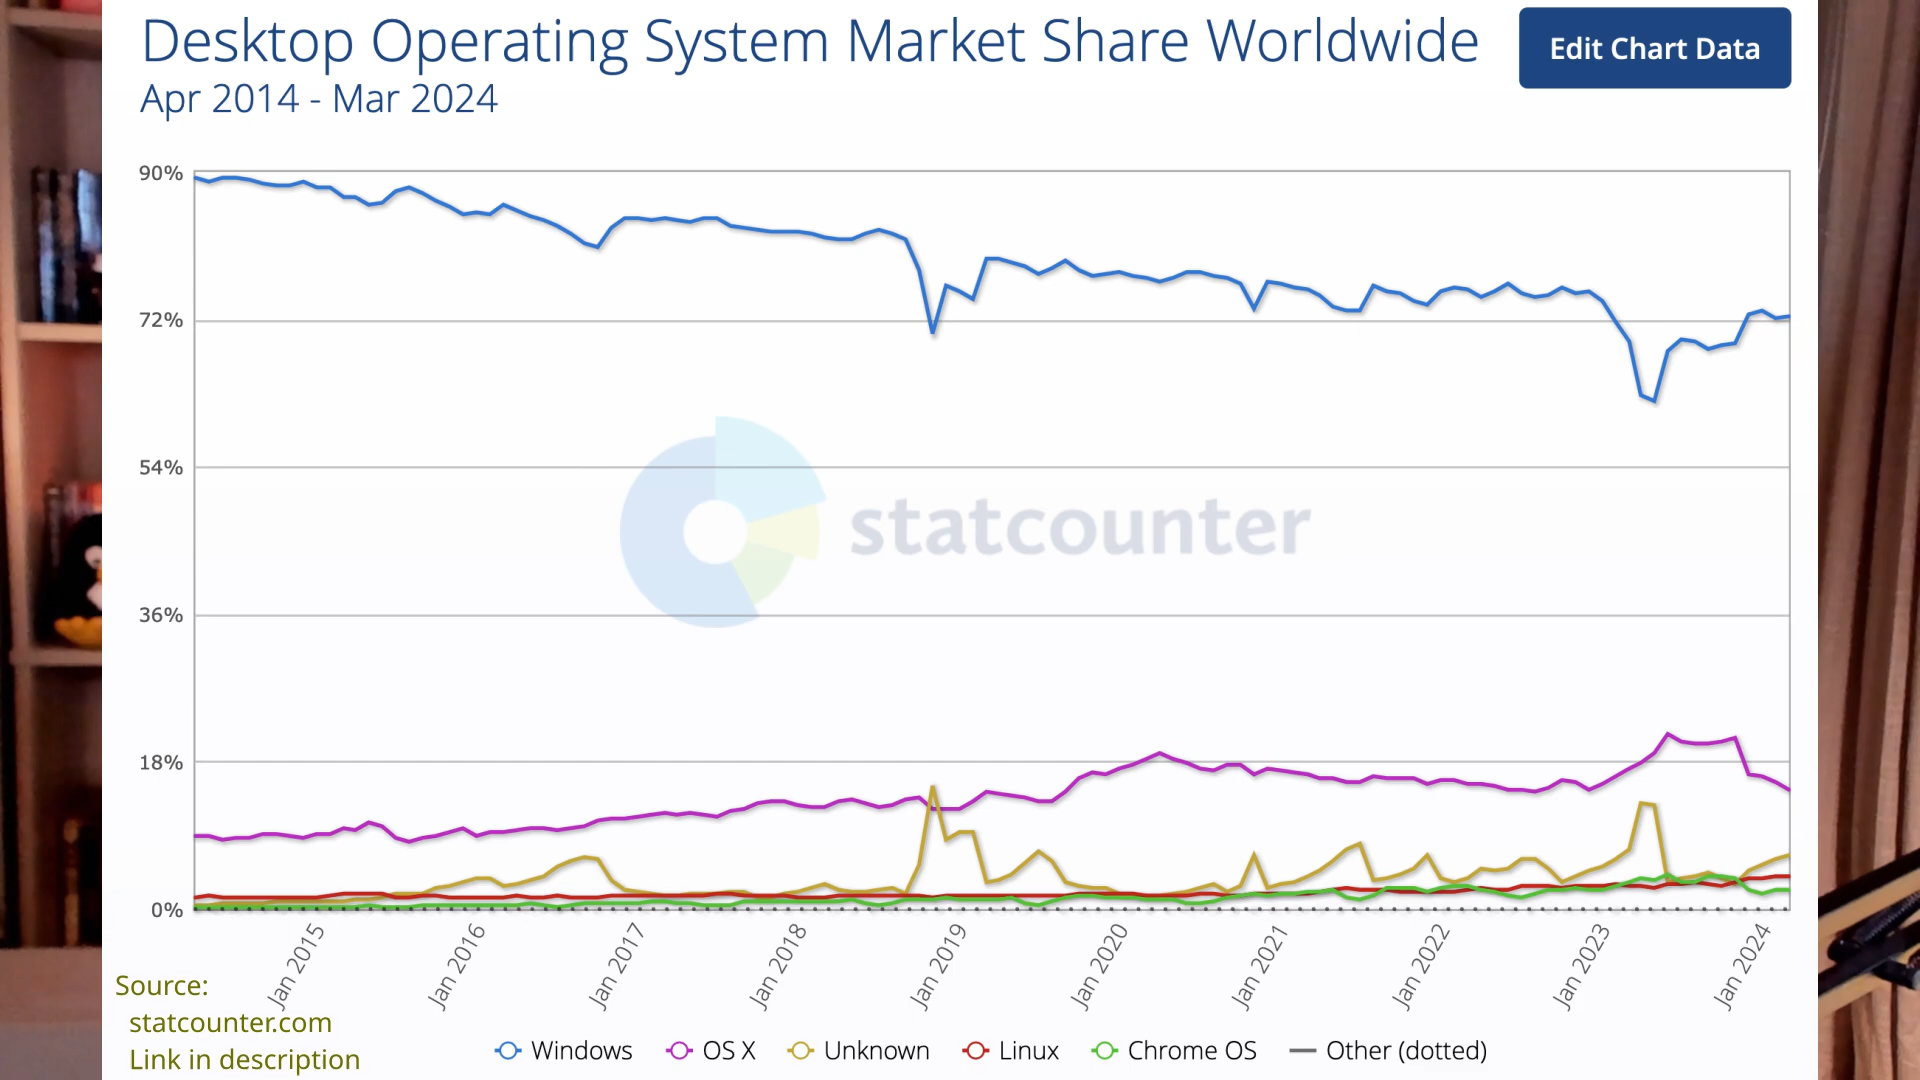 Desktop Operating System Market Share Worldwide
Edit Chart Data
Apr 2014 - Mar 2024
90%
72%
54%
statcounter
36%
18%
0%
Jan 2015
Jan 2016
Jan 2017
Jan 2018
Jan 2019
Jan 2020
Jan 2021
Jan 2022
Jan 2023
Jan 2024
Source:
statcounter.com
Link in description
Windows
OS X
Unknown
Linux
Chrome OS
Other (dotted)